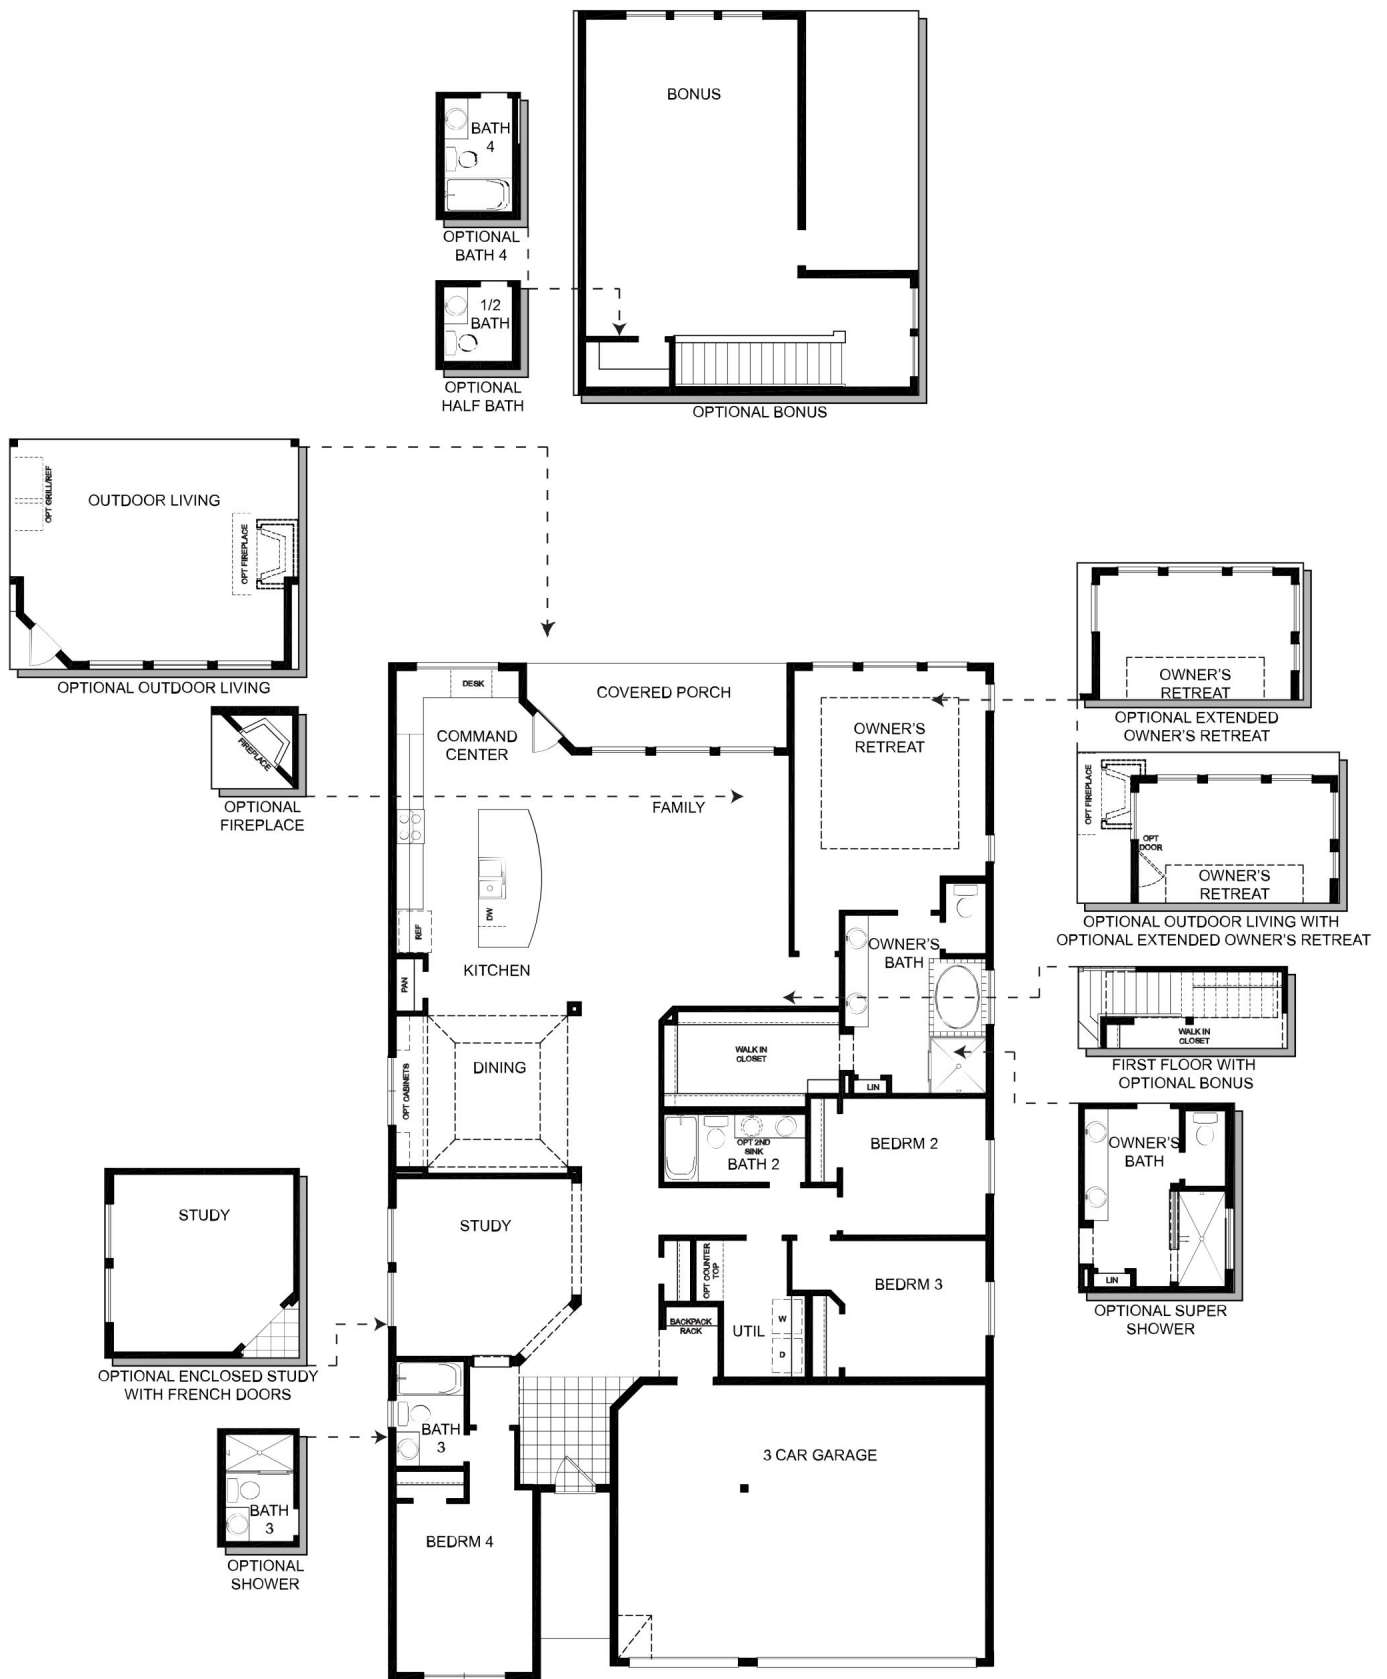 BONUS
BATH
4
OPTIONAL
BATH 4
1/2
BATH
OPTIONAL
HALF BATH
OPTIONAL BONUS
OUTDOOR LIVING
OPT GRILL/REF
OPT FIREPLACE
OPTIONAL OUTDOOR LIVING
FIREPLACE
OPTIONAL
FIREPLACE
DESK
COMMAND
CENTER
COVERED PORCH
OWNER'S
RETREAT
FAMILY
DW
REF
KITCHEN
PAN
OWNER'S
BATH
OWNER'S
RETREAT
OPTIONAL EXTENDED
OWNER'S RETREAT
OPT FIREPLACE
OPT
DOOR
OWNER'S
RETREAT
OPTIONAL OUTDOOR LIVING WITH
OPTIONAL EXTENDED OWNER'S RETREAT
WALK IN
CLOSET
FIRST FLOOR WITH
OPTIONAL BONUS
DINING
OPT CABINETS
WALK IN
CLOSET
LIN
OPT 2ND
SINK
BATH 2
BEDRM 2
OWNER'S
BATH
LIN
OPTIONAL SUPER
SHOWER
STUDY
OPTIONAL ENCLOSED STUDY
WITH FRENCH DOORS
STUDY
OPT COUNTER
TOP
BACKPACK
RACK
UTIL
W
D
BEDRM 3
BATH
3
BATH
3
OPTIONAL
SHOWER
3 CAR GARAGE
BEDRM 4